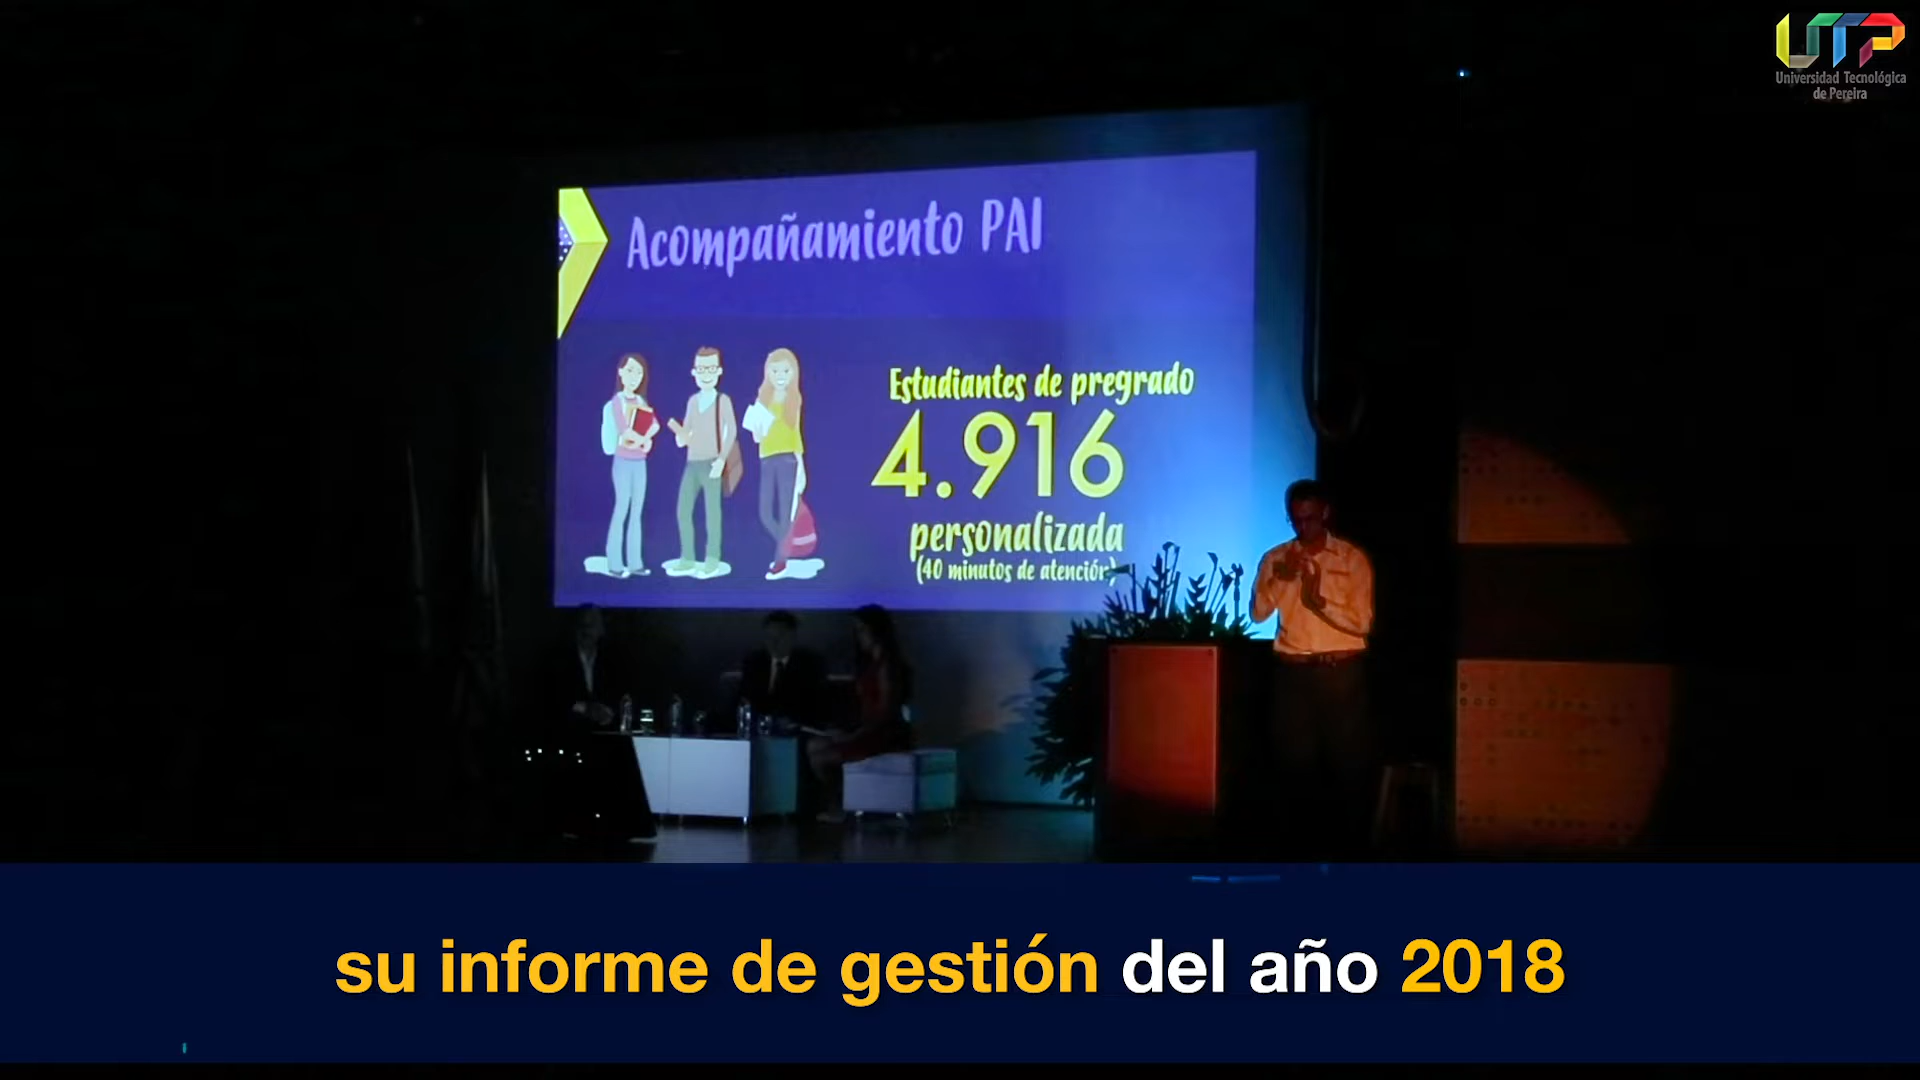 UTP
Universidad Tecnológica
de Pereira
Acompañamiento PAI
Estudiantes de pregrado
4.916
personalizada
(40 minutos de atención)
su informe de gestión del año 2018